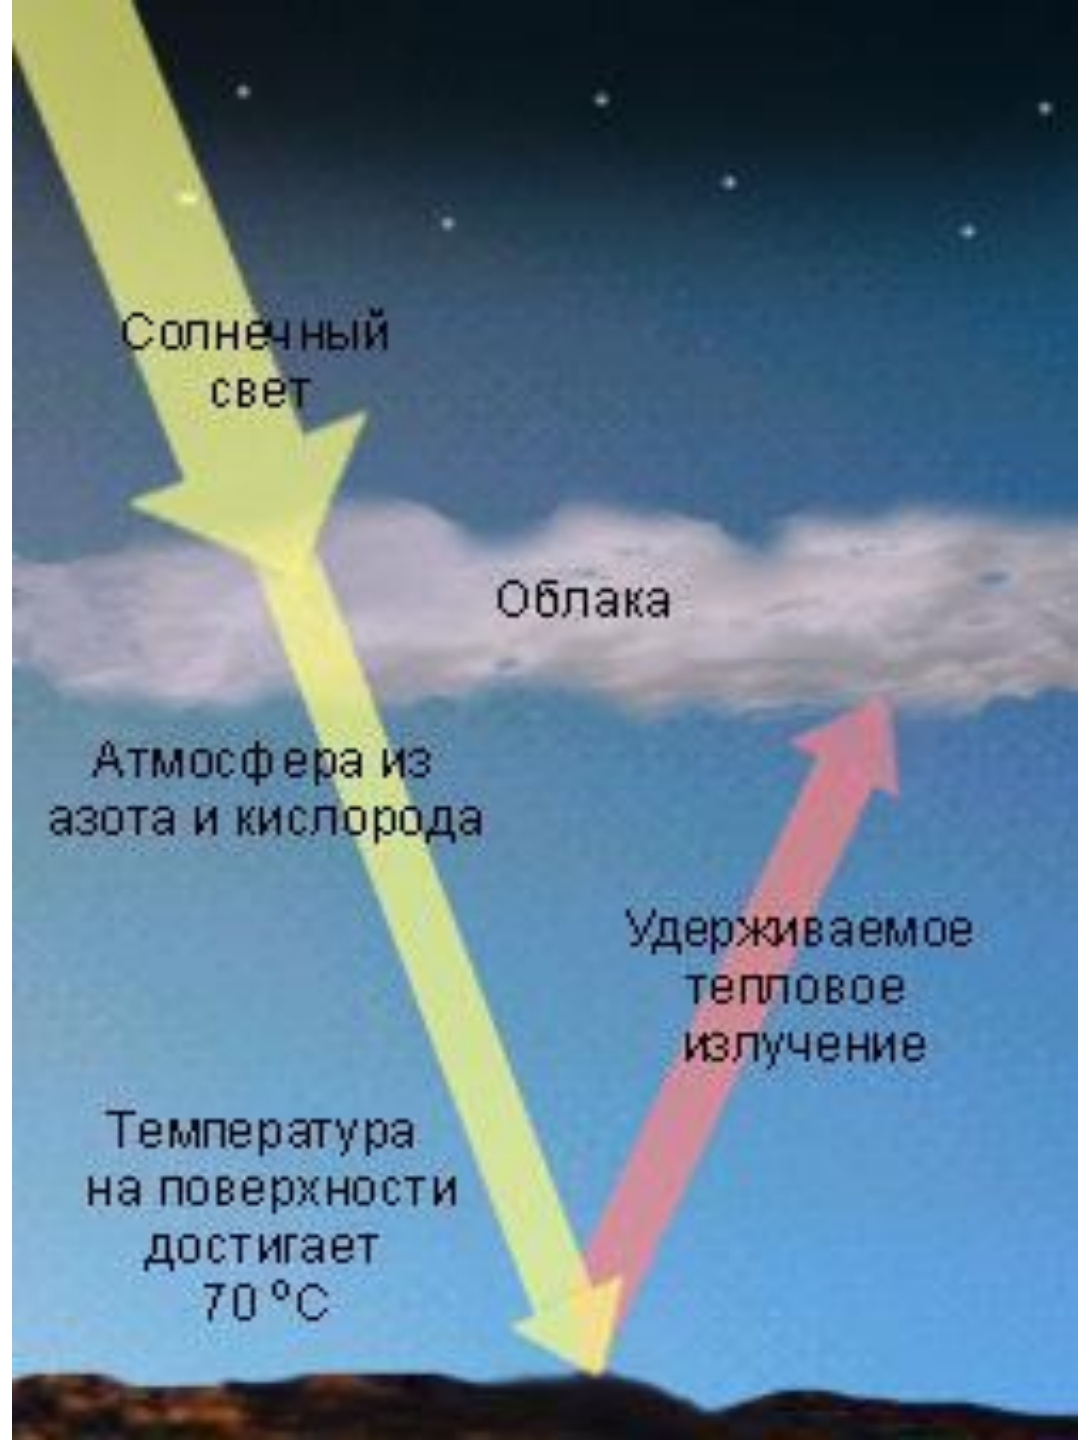 Солнечный
свет
Облака
Атмосфера из
азота и кислорода
Удерживаемое
тепловое
излучение
Температура
на поверхности
достигает
70 °C